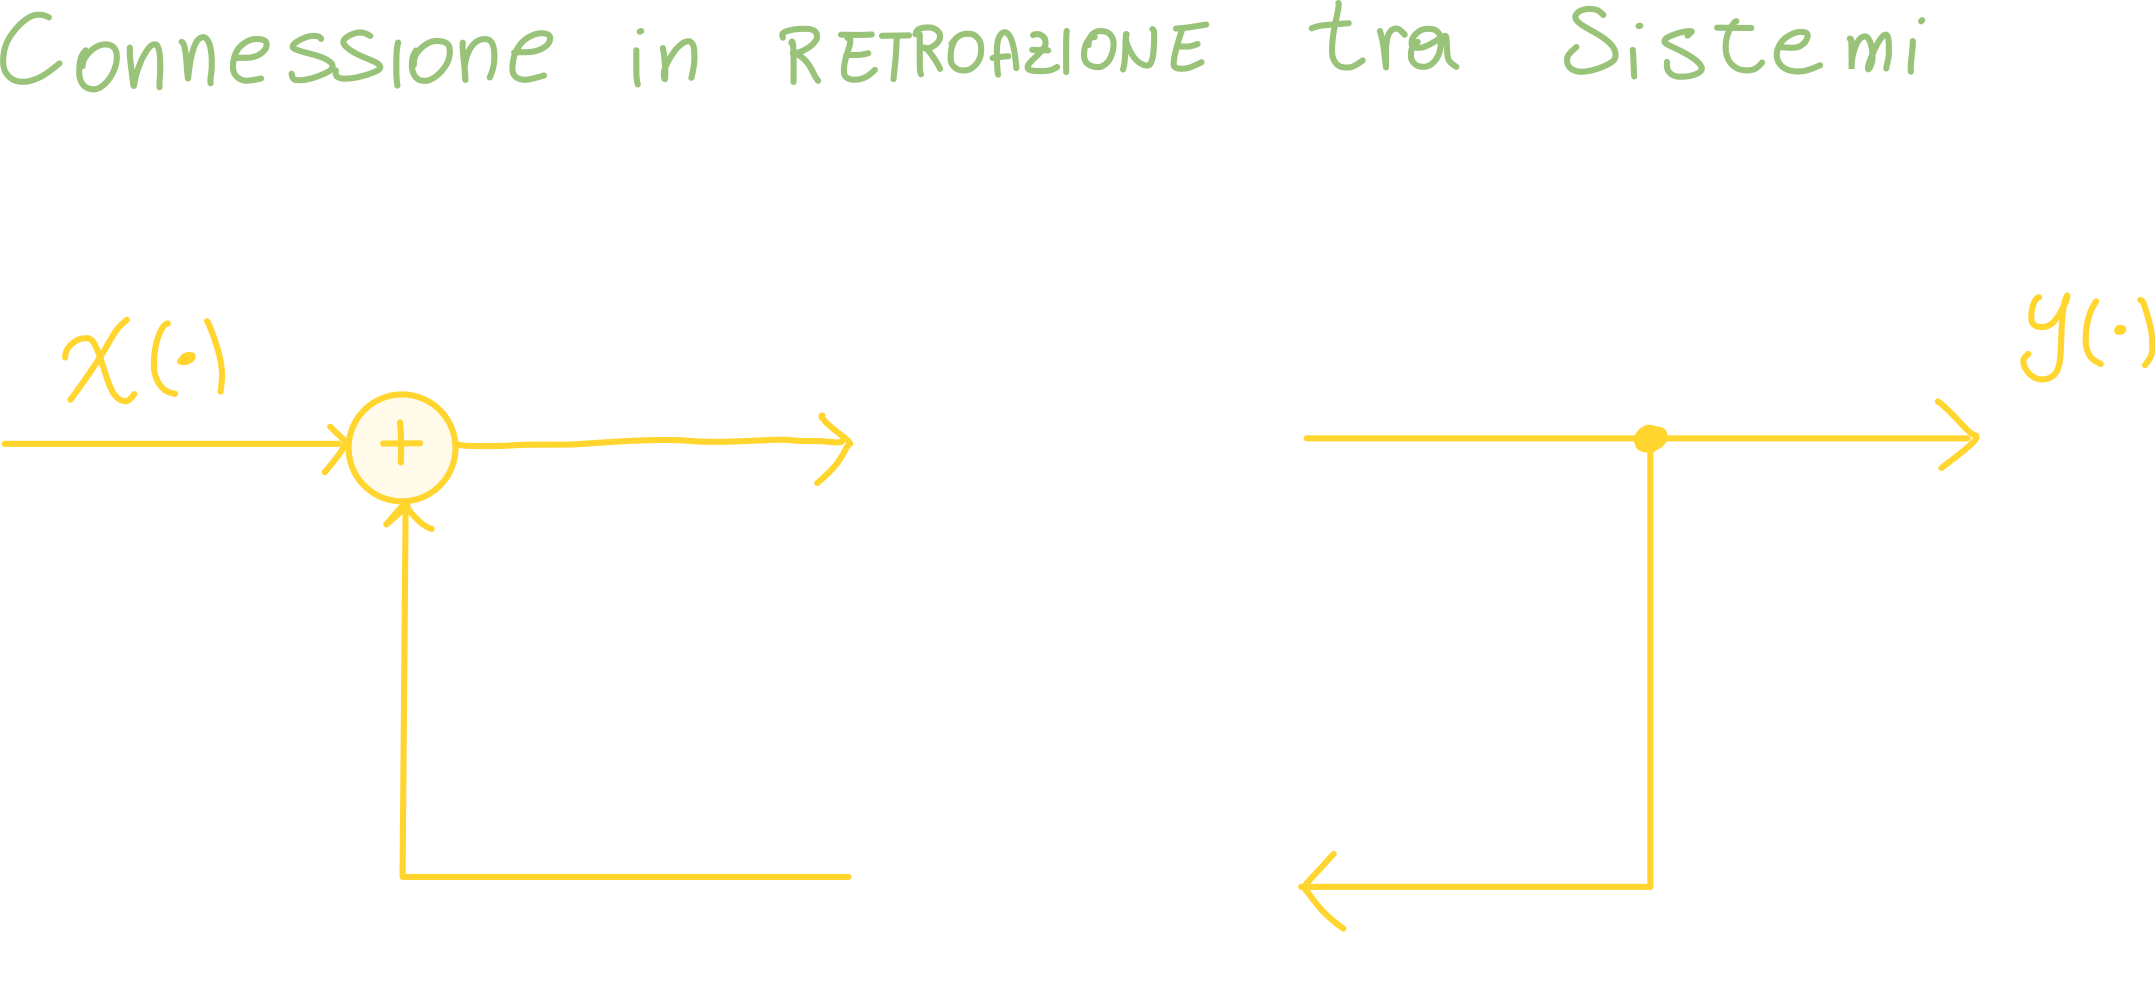 Connessione in RETROAZIONE tra Sistemi
x(·) y(·)
+